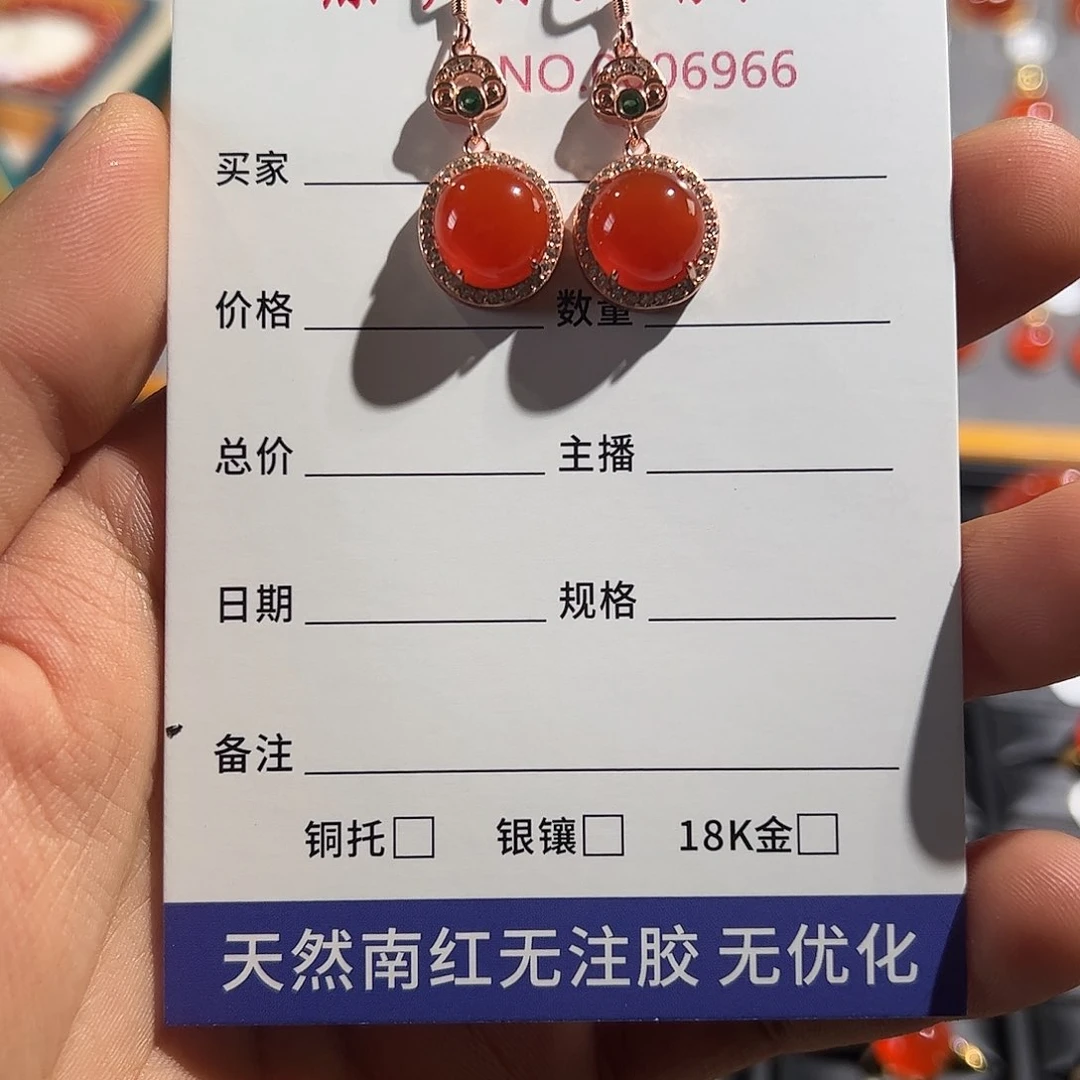 买家
价格 数量
总价 主播
日期 规格
备注
铜托 银镶 18K金
天然南红无注胶 无优化